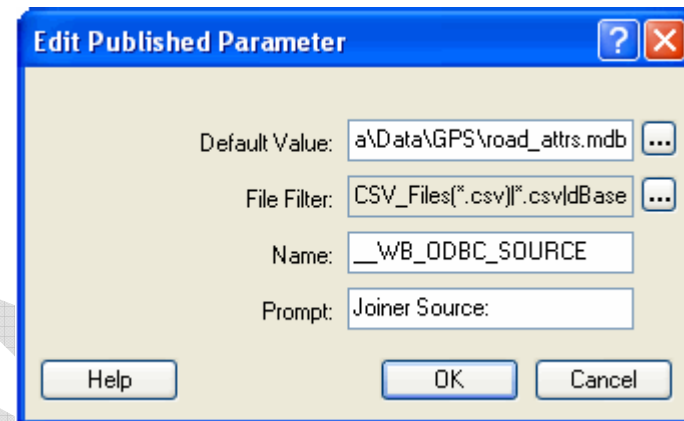 Edit Published Parameter ?
Default Value: a\Data\GPS\road_attrs.mdb ...
File Filter: CSV_Files(*.csv)|*.csv|dBase ...
Name: __WB_ODBC_SOURCE
Prompt: Joiner Source:
Help OK Cancel